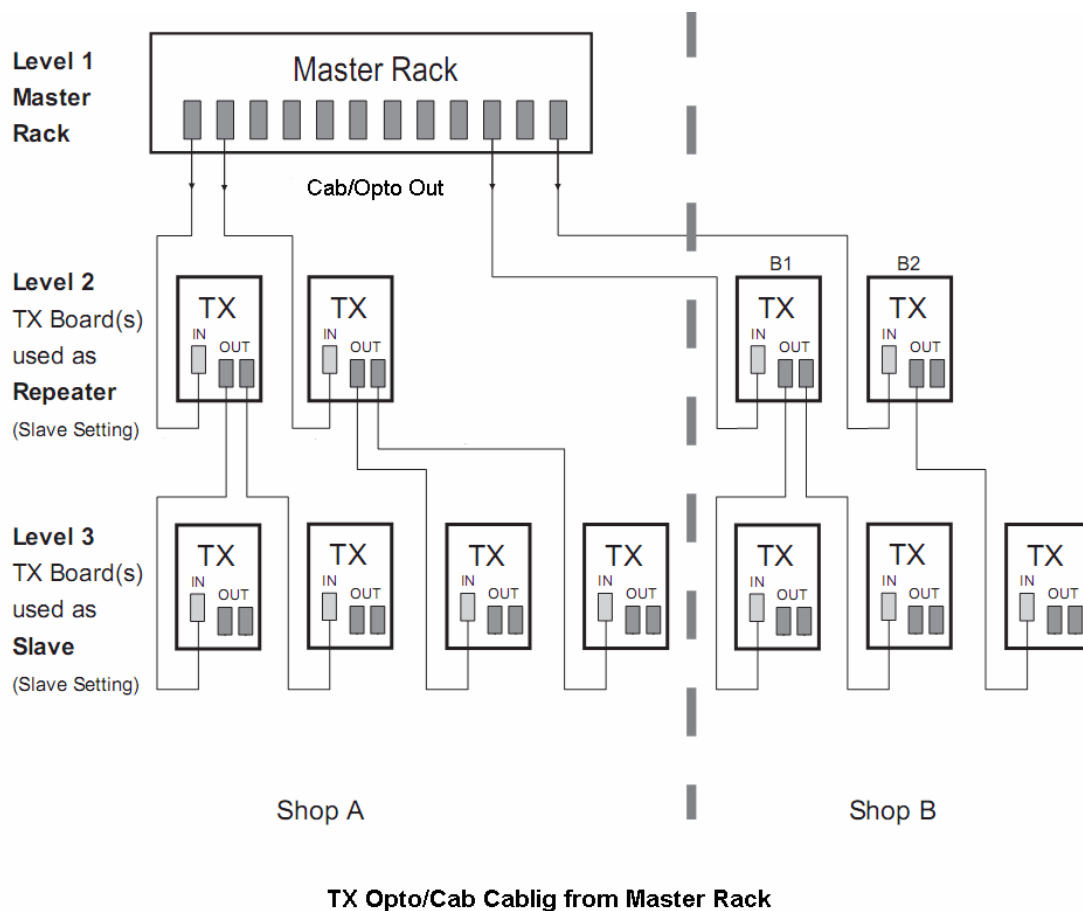 Level 1
Master
Rack
Master Rack
Cab/Opto Out
Level 2
TX Board(s)
used as
Repeater
(Slave Setting)
TX
IN
OUT
TX
IN
OUT
B1
TX
IN
OUT
B2
TX
IN
OUT
Level 3
TX Board(s)
used as
Slave
(Slave Setting)
TX
IN
OUT
TX
IN
OUT
TX
IN
OUT
TX
IN
OUT
TX
IN
OUT
TX
IN
OUT
TX
IN
OUT
Shop A
Shop B
TX Opto/Cab Cablig from Master Rack